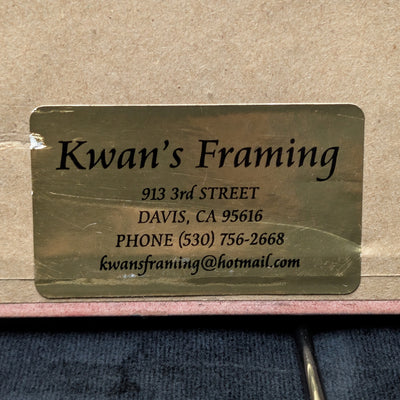 Kwan's Framing
913 3rd STREET
DAVIS, CA 95616
PHONE (530) 756-2668
kwansframing@hotmail.com